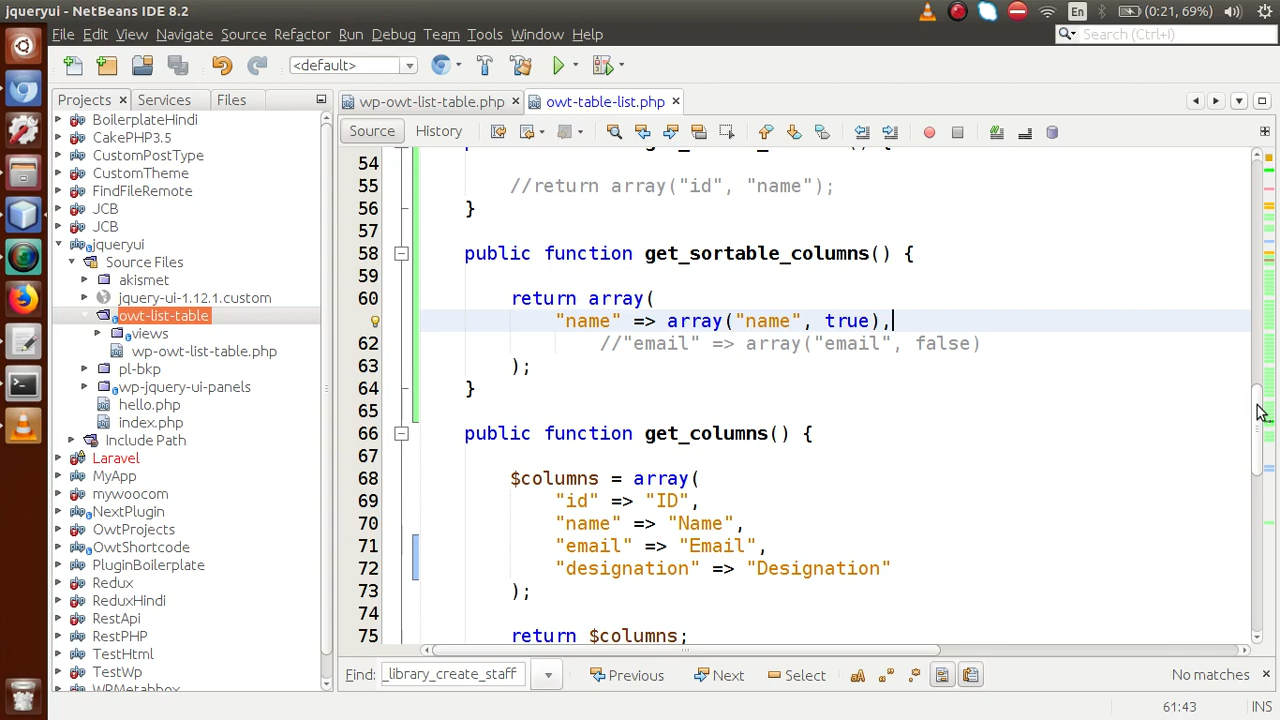 jqueryui - NetBeans IDE 8.2
En
(0:21, 69%)
File Edit View Navigate Source Refactor Run Debug Team Tools Window Help
Search (Ctrl+I)
<default>
Projects
Services
Files
wp-owt-list-table.php
owt-table-list.php
Source
History
BoilerplateHindi
CakePHP3.5
CustomPostType
CustomTheme
FindFileRemote
JCB
JCB
jqueryui
Source Files
akismet
jquery-ui-1.12.1.custom
owt-list-table
views
wp-owt-list-table.php
pl-bkp
wp-jquery-ui-panels
hello.php
index.php
Include Path
Laravel
MyApp
mywoocom
NextPlugin
OwtProjects
OwtShortcode
PluginBoilerplate
Redux
ReduxHindi
RestApi
RestPHP
TestHtml
TestWp
WPMetabbox
54
55 //return array("id", "name");
56 }
57
58 public function get_sortable_columns() {
59
60 return array(
"name" => array("name", true),
62 //"email" => array("email", false)
63 );
64 }
65
66 public function get_columns() {
67
68 $columns = array(
69 "id" => "ID",
70 "name" => "Name",
71 "email" => "Email",
72 "designation" => "Designation"
73 );
74
75 return $columns;
Find: _library_create_staff
Previous
Next
Select
No matches
61:43
INS